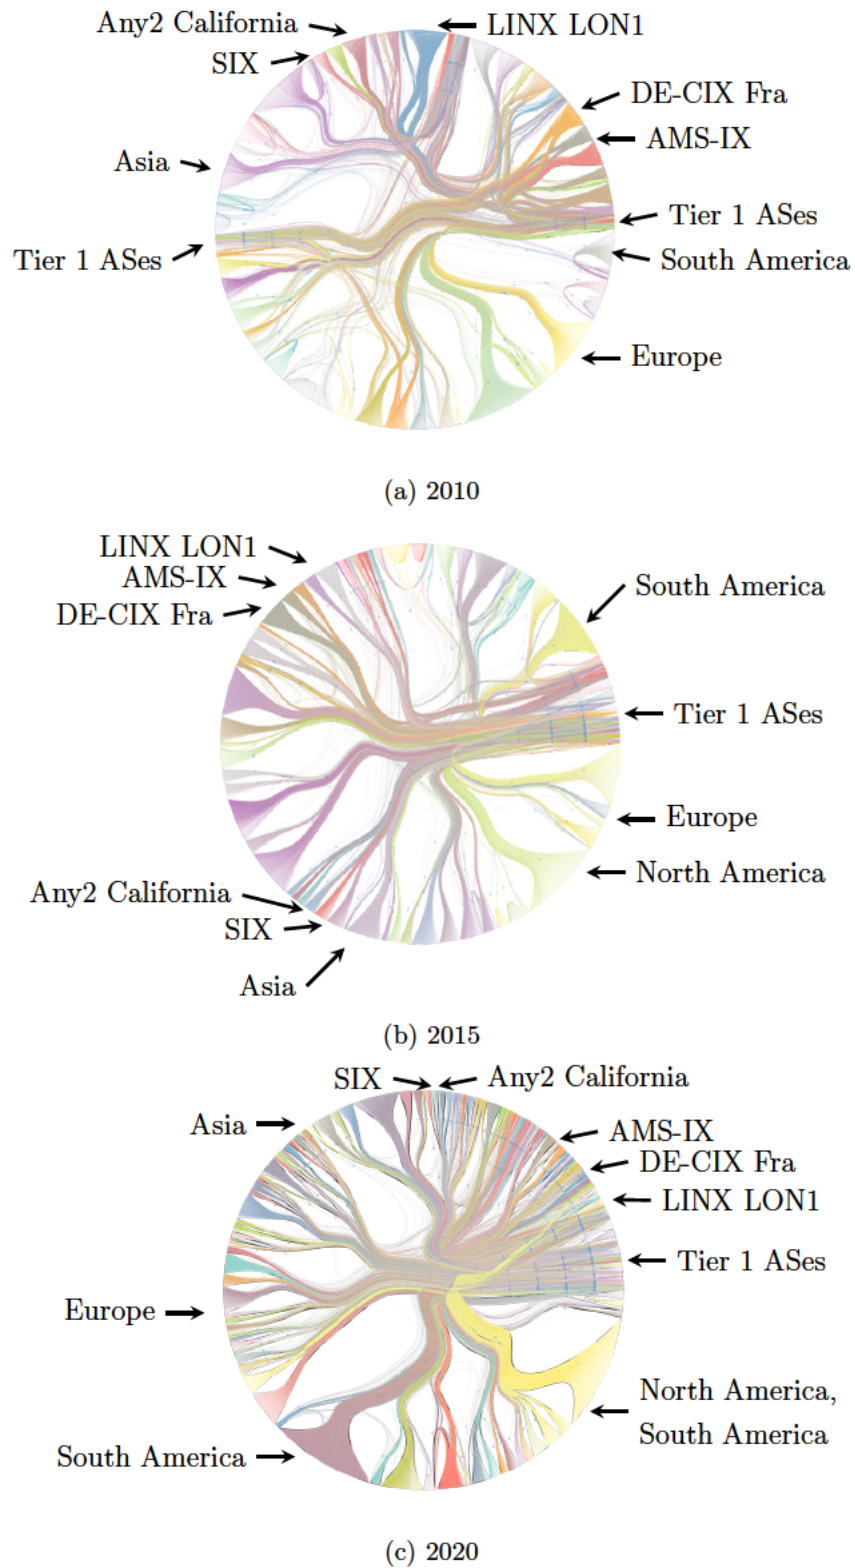 Any2 California
LINX LON1
SIX
DE-CIX Fra
AMS-IX
Asia
Tier 1 ASes
Tier 1 ASes
South America
Europe
(a) 2010
LINX LON1
AMS-IX
South America
DE-CIX Fra
Tier 1 ASes
Europe
North America
Any2 California
SIX
Asia
(b) 2015
SIX
Any2 California
Asia
AMS-IX
DE-CIX Fra
LINX LON1
Tier 1 ASes
Europe
North America,
South America
South America
(c) 2020